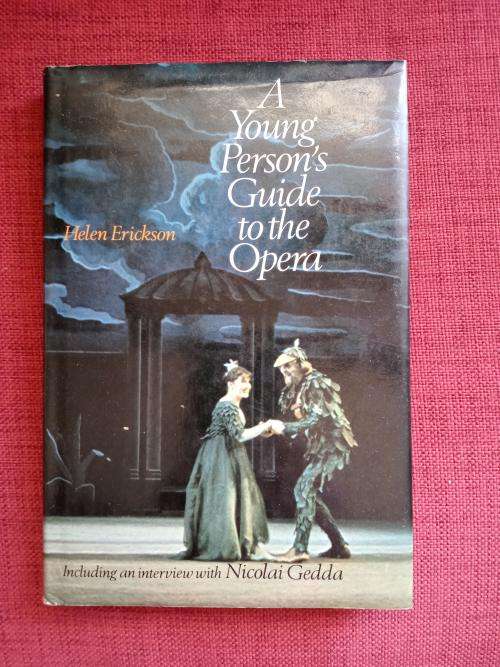 A
Young
Person's
Guide
to the
Opera
Helen Erickson
Including an interview with Nicolai Gedda